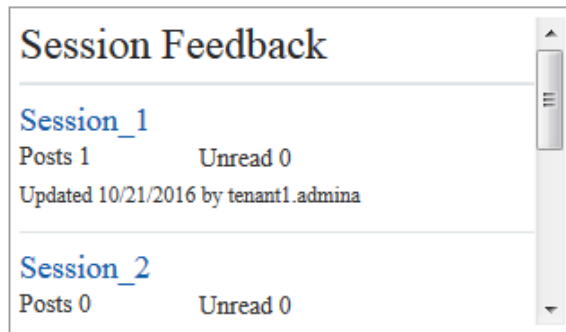 Session Feedback
Session_1
Posts 1 Unread 0
Updated 10/21/2016 by tenant1.admina
Session_2
Posts 0 Unread 0